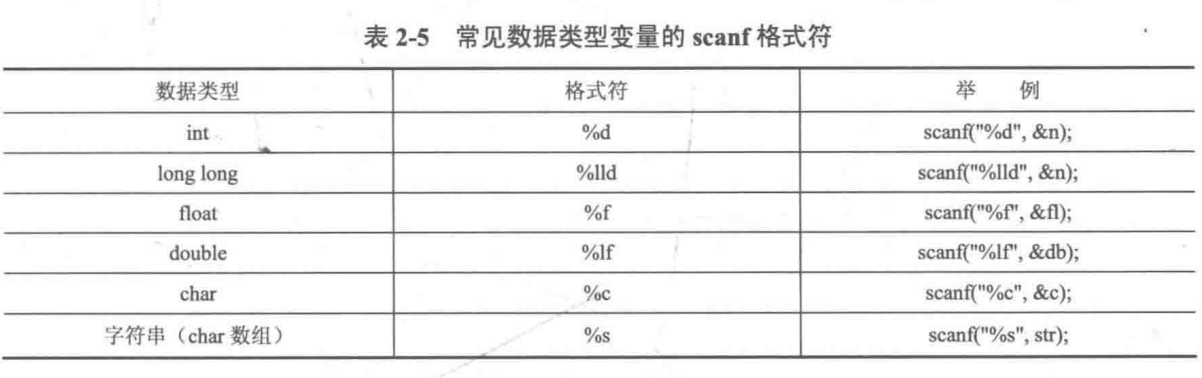 表 2-5 常见数据类型变量的 scanf 格式符
数据类型 格式符 举 例
int %d scanf("%d", &n);
long long %lld scanf("%lld", &n);
float %f scanf("%f", &fl);
double %lf scanf("%lf", &db);
char %c scanf("%c", &c);
字符串（char 数组） %s scanf("%s", str);